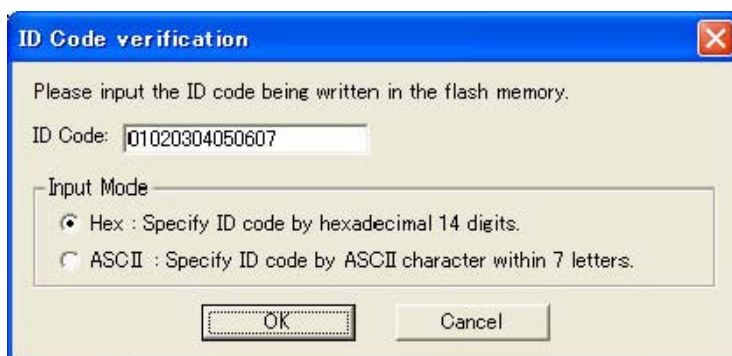 ID Code verification
Please input the ID code being written in the flash memory.
ID Code: 01020304050607
Input Mode
Hex : Specify ID code by hexadecimal 14 digits.
ASCII : Specify ID code by ASCII character within 7 letters.
OK Cancel